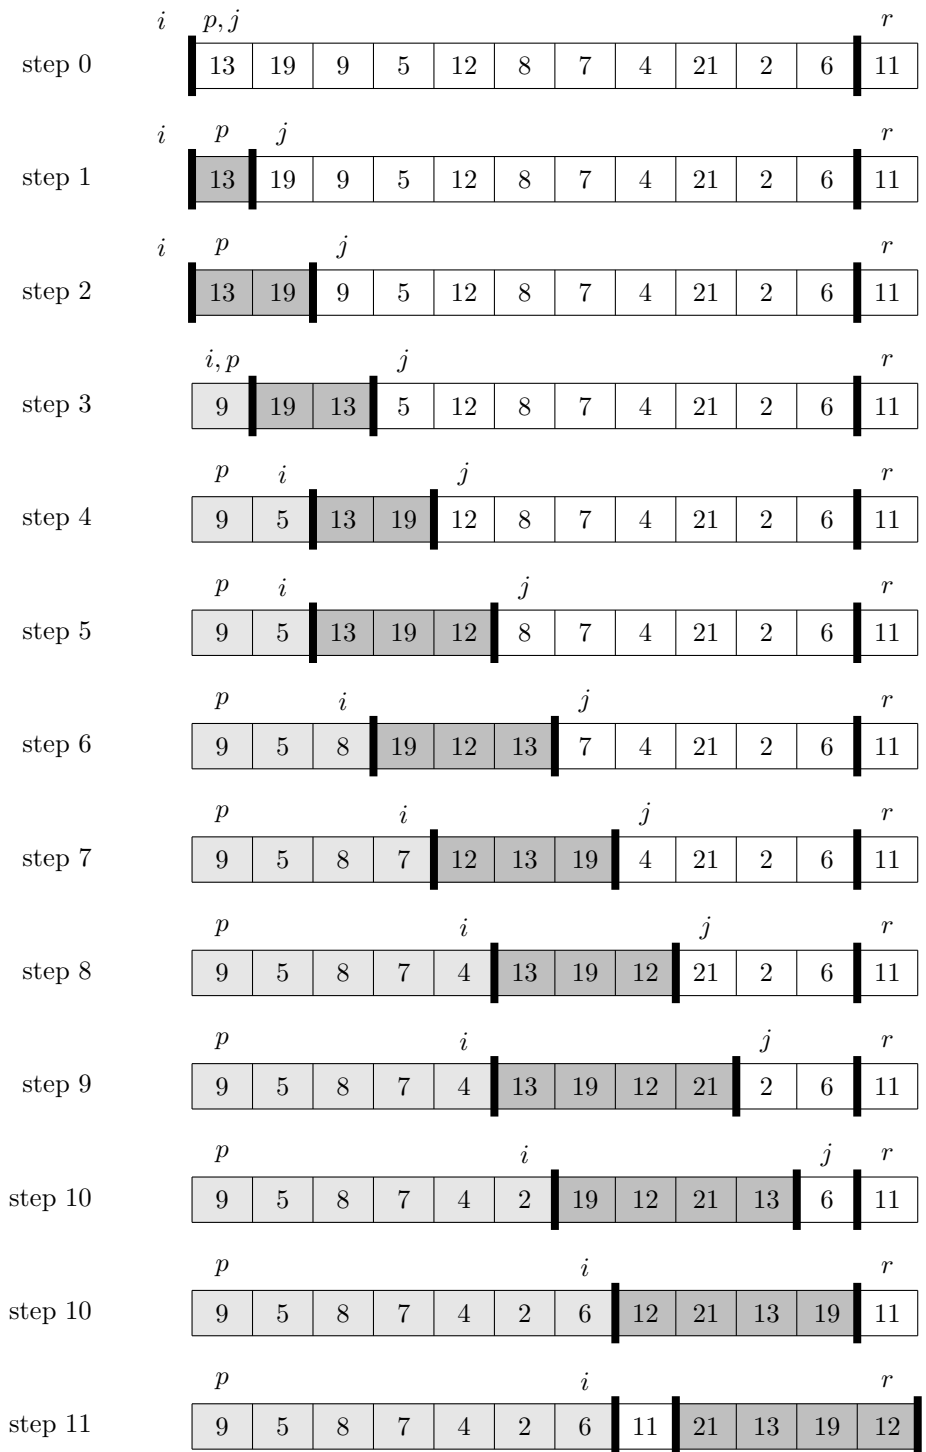 i p, j r
step 0 13 19 9 5 12 8 7 4 21 2 6 11
i p j r
step 1 13 19 9 5 12 8 7 4 21 2 6 11
i p j r
step 2 13 19 9 5 12 8 7 4 21 2 6 11
i, p j r
step 3 9 19 13 5 12 8 7 4 21 2 6 11
p i j r
step 4 9 5 13 19 12 8 7 4 21 2 6 11
p i j r
step 5 9 5 13 19 12 8 7 4 21 2 6 11
p i j r
step 6 9 5 8 19 12 13 7 4 21 2 6 11
p i j r
step 7 9 5 8 7 12 13 19 4 21 2 6 11
p i j r
step 8 9 5 8 7 4 13 19 12 21 2 6 11
p i j r
step 9 9 5 8 7 4 13 19 12 21 2 6 11
p i j r
step 10 9 5 8 7 4 2 19 12 21 13 6 11
p i r
step 10 9 5 8 7 4 2 6 12 21 13 19 11
p i r
step 11 9 5 8 7 4 2 6 11 21 13 19 12